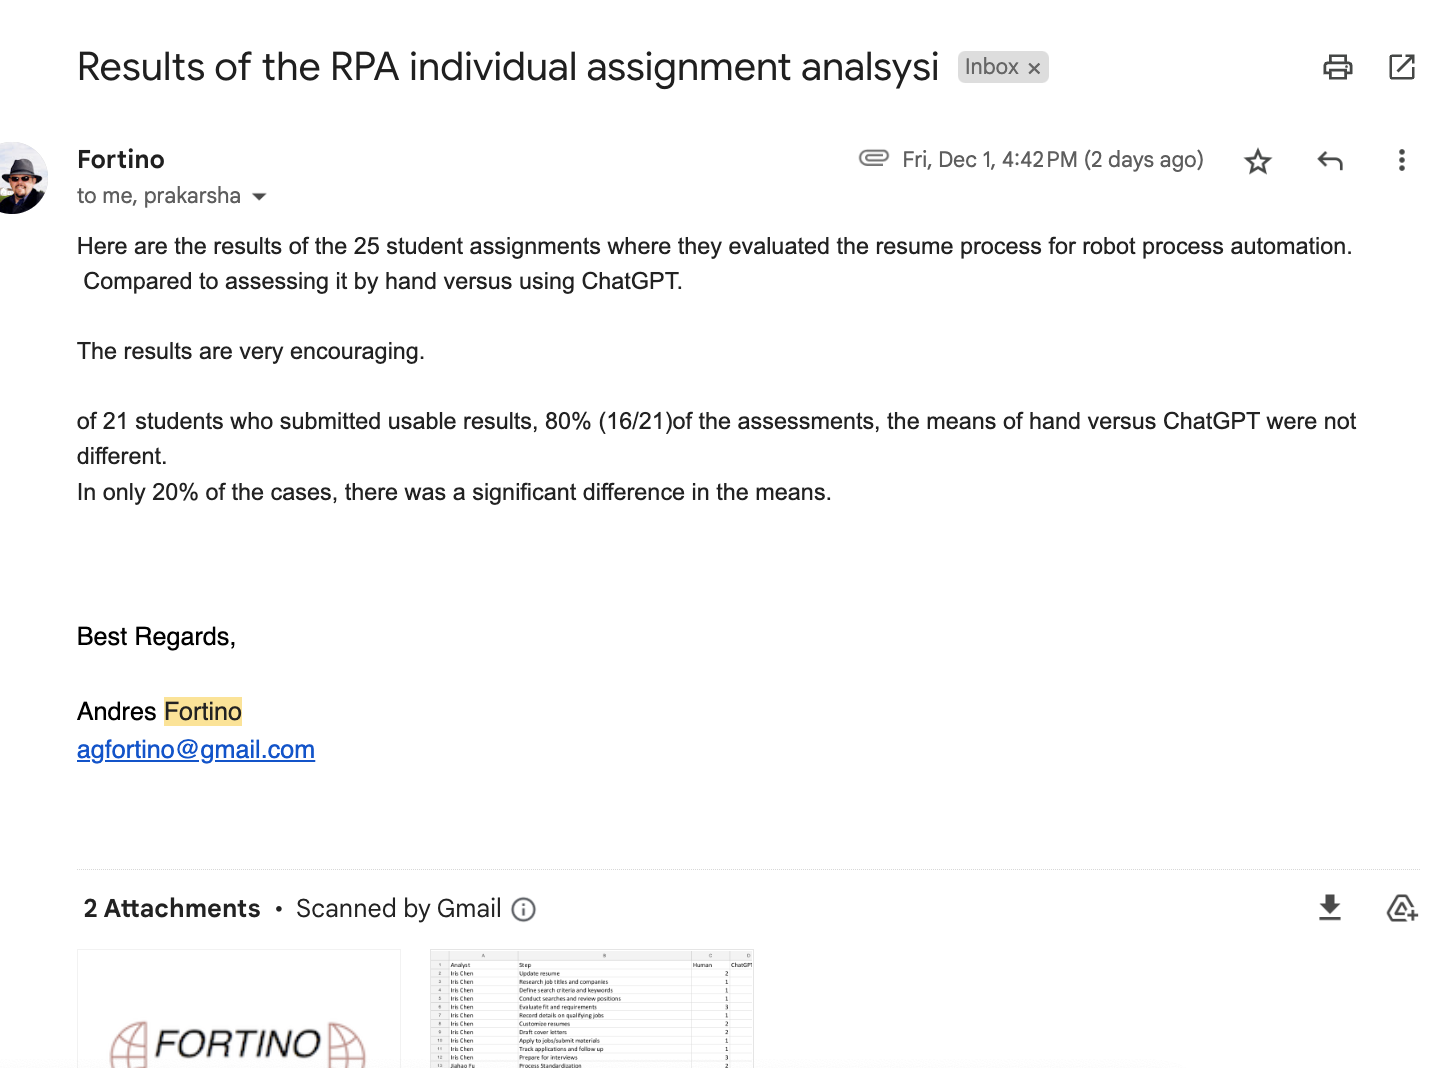 Results of the RPA individual assignment analsysi
Inbox ×
Fortino
Fri, Dec 1, 4:42 PM (2 days ago)
to me, prakarsha
Here are the results of the 25 student assignments where they evaluated the resume process for robot process automation.
Compared to assessing it by hand versus using ChatGPT.
The results are very encouraging.
of 21 students who submitted usable results, 80% (16/21)of the assessments, the means of hand versus ChatGPT were not
different.
In only 20% of the cases, there was a significant difference in the means.
Best Regards,
Andres Fortino
agfortino@gmail.com
2 Attachments • Scanned by Gmail
FORTINO
A B C D
1 Analyst Step Human ChatGPT
2 Iris Chen Update resume 2
3 Iris Chen Research job titles and companies 1
4 Iris Chen Define search criteria and keywords 1
5 Iris Chen Conduct searches and review positions 1
6 Iris Chen Evaluate fit and requirements 3
7 Iris Chen Record details on qualifying jobs 1
8 Iris Chen Customize resumes 2
9 Iris Chen Draft cover letters 2
10 Iris Chen Apply to jobs/submit materials 1
11 Iris Chen Track applications and follow up 1
12 Iris Chen Prepare for interviews 3
13 Jiahao Yu Process Standardization 2